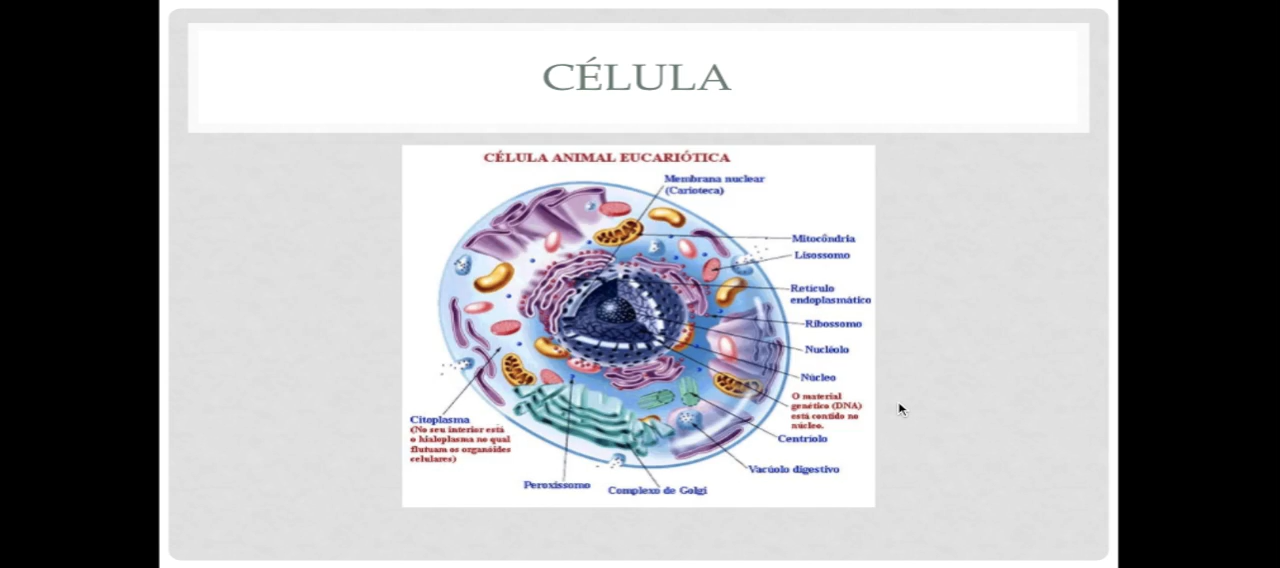 CÉLULA
CÉLULA ANIMAL EUCARIÓTICA
Membrana nuclear
(Carioteca)
Mitocôndria
Lisossomo
Retículo
endoplasmático
Ribossomo
Nucléolo
Núcleo
O material
genético (DNA)
está contido no
núcleo.
Centríolo
Vacúolo digestivo
Citoplasma
(No seu interior está
o hialoplasma no qual
flutuam os organóides
celulares)
Peroxissomo
Complexo de Golgi